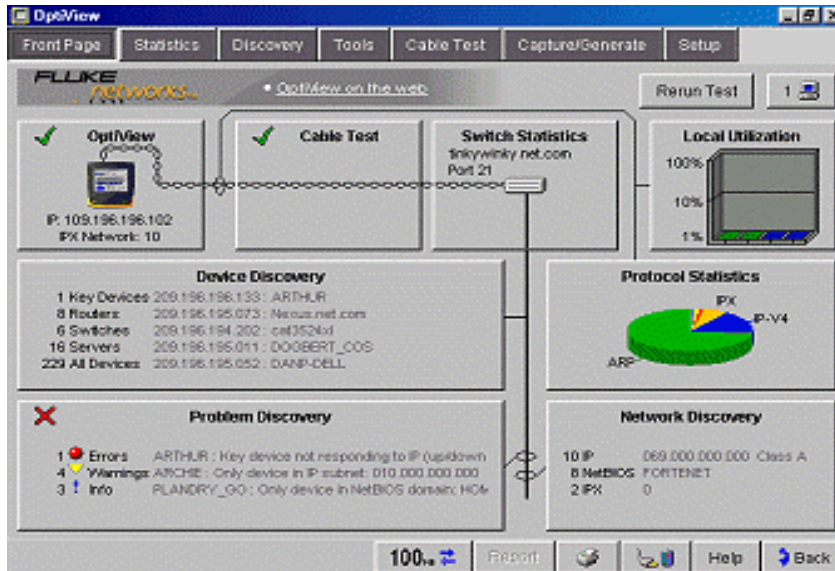 OptiView
Front Page Statistics Discovery Tools Cable Test Capture/Generate Setup
FLUKE networks
• OptiView on the web
Rerun Test 1
OptiView
IP: 109.196.196.102
IPX Network: 10
Cable Test
Switch Statistics
tinkywinky.net.com
Port 21
Local Utilization
100%
10%
1%
Device Discovery
1 Key Devices 209.196.196.133 : ARTHUR
8 Routers 209.196.195.073 : Nexus.net.com
6 Switches 209.196.194.202 : cat3524xl
16 Servers 209.196.195.011 : DOGBERT_COS
229 All Devices 209.196.195.052 : DANP-DELL
Protocol Statistics
IPX
IP-V4
ARP
Problem Discovery
1 Errors ARTHUR : Key device not responding to IP (up/down
4 Warnings ARCHIE : Only device in IP subnet: 010.000.000.000
3 Info PLANDRY_GO : Only device in NetBIOS domain: HOM
Network Discovery
10 IP 069.000.000.000 Class A
8 NetBIOS FORTENET
2 IPX 0
100 Report Help Back